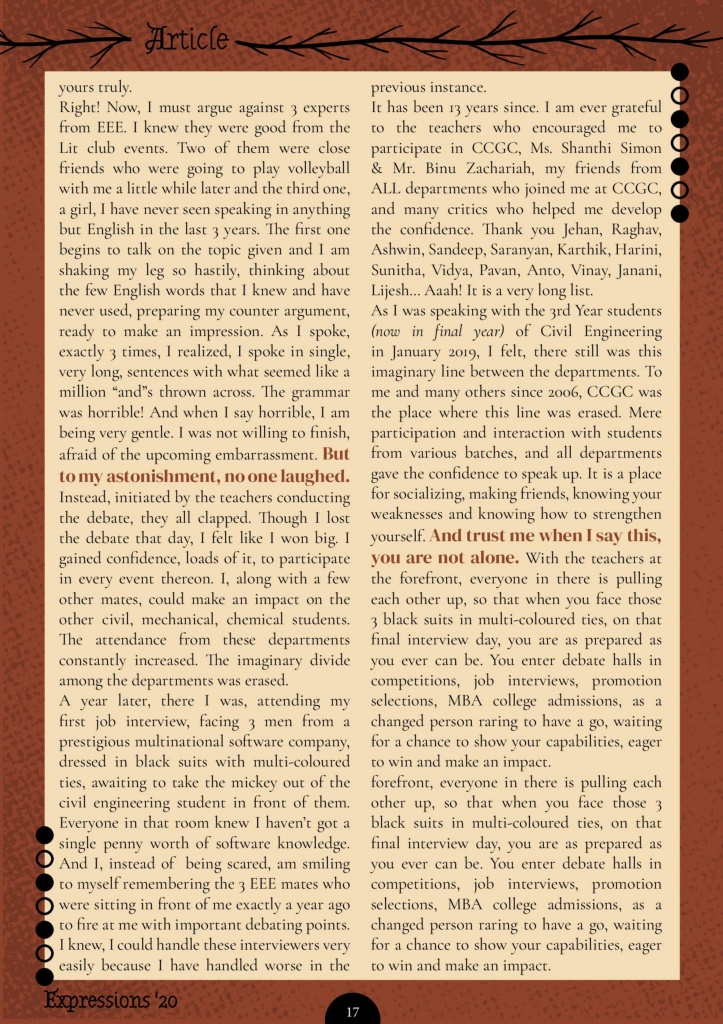 Article
yours truly.
Right! Now, I must argue against 3 experts
from EEE. I knew they were good from the
Lit club events. Two of them were close
friends who were going to play volleyball
with me a little while later and the third one,
a girl, I have never seen speaking in anything
but English in the last 3 years. The first one
begins to talk on the topic given and I am
shaking my leg so hastily, thinking about
the few English words that I knew and have
never used, preparing my counter argument,
ready to make an impression. As I spoke,
exactly 3 times, I realized, I spoke in single,
very long, sentences with what seemed like a
million “and”s thrown across. The grammar
was horrible! And when I say horrible, I am
being very gentle. I was not willing to finish,
afraid of the upcoming embarrassment. But
to my astonishment, no one laughed.
Instead, initiated by the teachers conducting
the debate, they all clapped. Though I lost
the debate that day, I felt like I won big. I
gained confidence, loads of it, to participate
in every event thereon. I, along with a few
other mates, could make an impact on the
other civil, mechanical, chemical students.
The attendance from these departments
constantly increased. The imaginary divide
among the departments was erased.
A year later, there I was, attending my
first job interview, facing 3 men from a
prestigious multinational software company,
dressed in black suits with multi-coloured
ties, awaiting to take the mickey out of the
civil engineering student in front of them.
Everyone in that room knew I haven’t got a
single penny worth of software knowledge.
And I, instead of being scared, am smiling
to myself remembering the 3 EEE mates who
were sitting in front of me exactly a year ago
to fire at me with important debating points.
I knew, I could handle these interviewers very
easily because I have handled worse in the
previous instance.
It has been 13 years since. I am ever grateful
to the teachers who encouraged me to
participate in CCGC, Ms. Shanthi Simon
& Mr. Binu Zachariah, my friends from
ALL departments who joined me at CCGC,
and many critics who helped me develop
the confidence. Thank you Jehan, Raghav,
Ashwin, Sandeep, Saranyan, Karthik, Harini,
Sunitha, Vidya, Pavan, Anto, Vinay, Janani,
Lijesh... Aaah! It is a very long list.
As I was speaking with the 3rd Year students
(now in final year) of Civil Engineering
in January 2019, I felt, there still was this
imaginary line between the departments. To
me and many others since 2006, CCGC was
the place where this line was erased. Mere
participation and interaction with students
from various batches, and all departments
gave the confidence to speak up. It is a place
for socializing, making friends, knowing your
weaknesses and knowing how to strengthen
yourself. And trust me when I say this,
you are not alone. With the teachers at
the forefront, everyone in there is pulling
each other up, so that when you face those
3 black suits in multi-coloured ties, on that
final interview day, you are as prepared as
you ever can be. You enter debate halls in
competitions, job interviews, promotion
selections, MBA college admissions, as a
changed person raring to have a go, waiting
for a chance to show your capabilities, eager
to win and make an impact.
forefront, everyone in there is pulling each
other up, so that when you face those 3
black suits in multi-coloured ties, on that
final interview day, you are as prepared as
you ever can be. You enter debate halls in
competitions, job interviews, promotion
selections, MBA college admissions, as a
changed person raring to have a go, waiting
for a chance to show your capabilities, eager
to win and make an impact.
Expressions '20
17